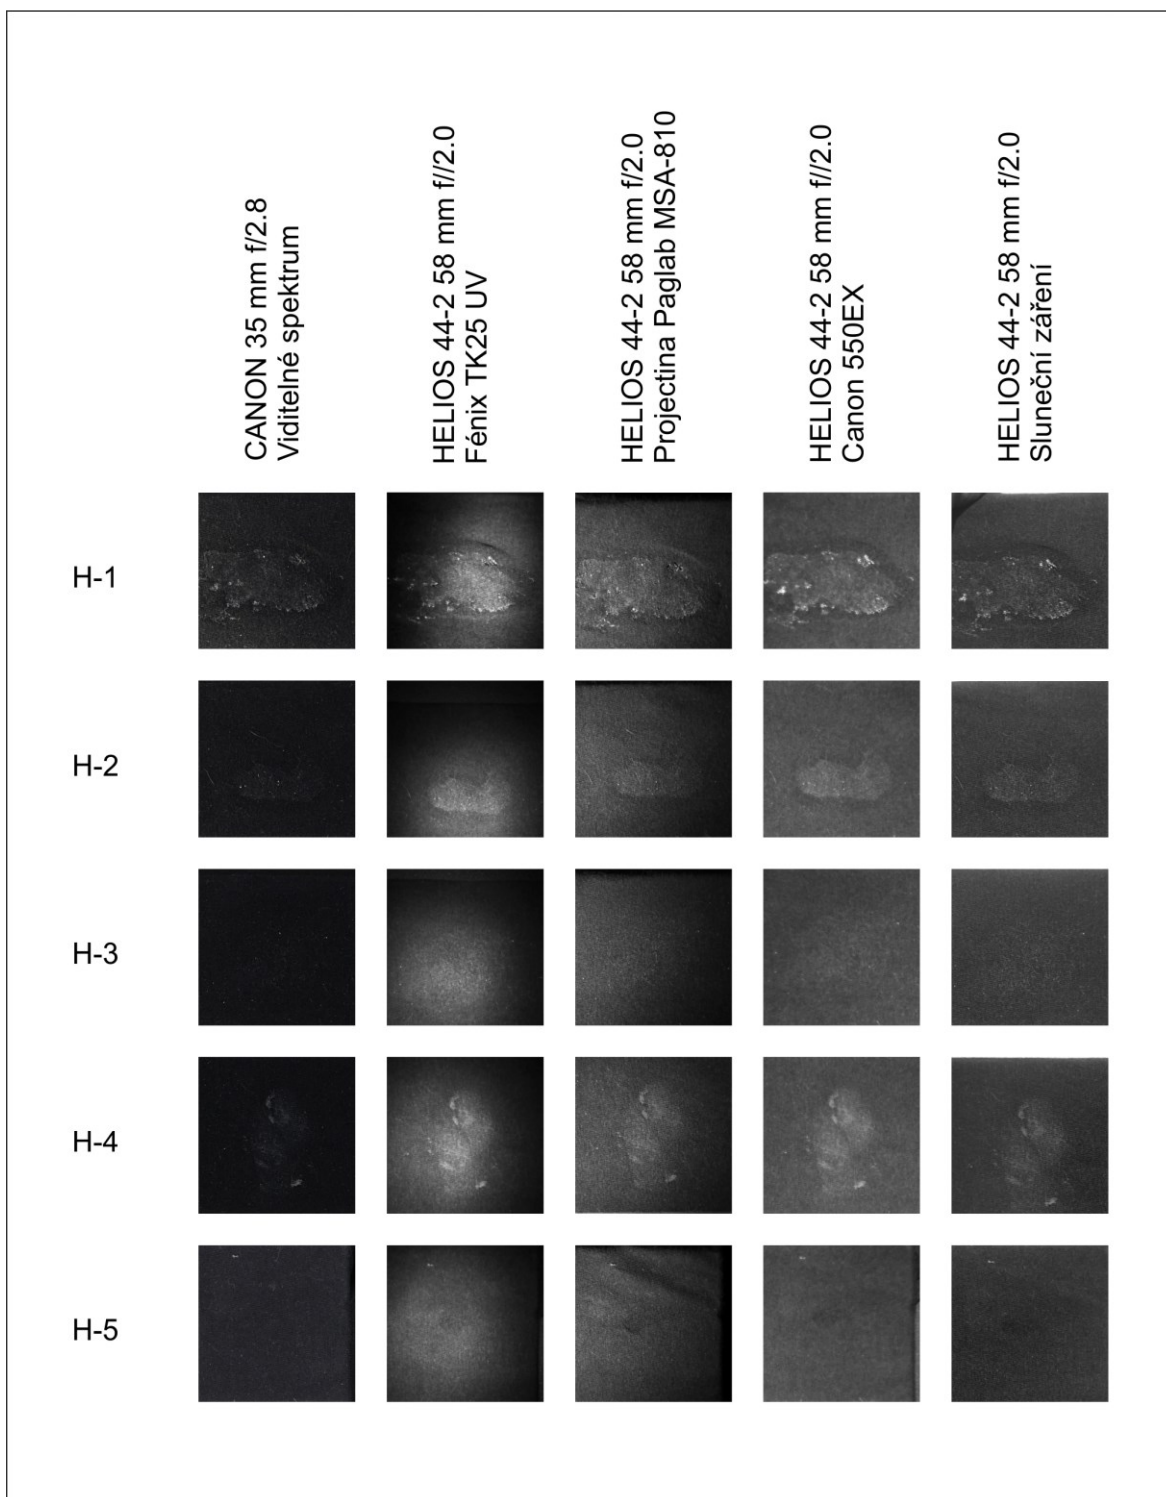 CANON 35 mm f/2.8
Viditelné spektrum
HELIOS 44-2 58 mm f//2.0
Fénix TK25 UV
HELIOS 44-2 58 mm f/2.0
Projectina Paglab MSA-810
HELIOS 44-2 58 mm f//2.0
Canon 550EX
HELIOS 44-2 58 mm f/2.0
Sluneční záření
H-1
H-2
H-3
H-4
H-5